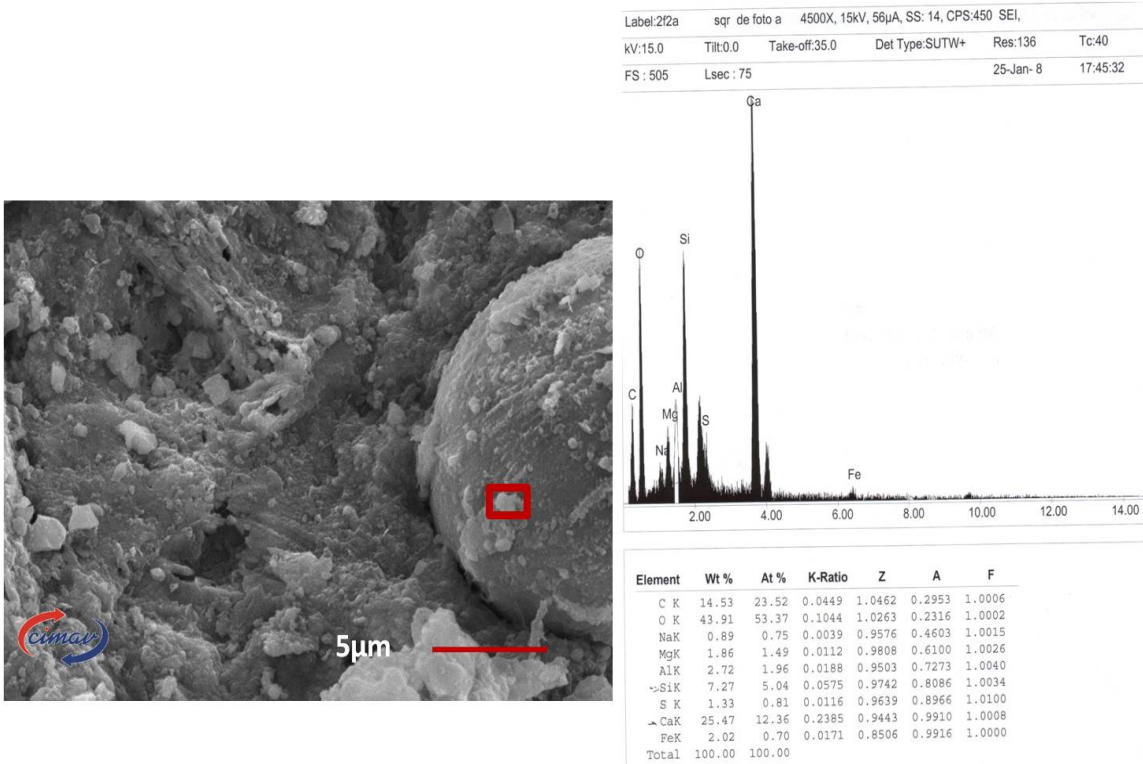 Label:2f2a sqr de foto a 4500X, 15kV, 56µA, SS: 14, CPS:450 SEI,
kV:15.0 Tilt:0.0 Take-off:35.0 Det Type:SUTW+ Res:136 Tc:40
FS : 505 Lsec : 75 25-Jan- 8 17:45:32
Ca
Si
O
Al
C
Mg
S
Na
Fe
2.00 4.00 6.00 8.00 10.00 12.00 14.00
cimav
5µm
Element Wt % At % K-Ratio Z A F
C K 14.53 23.52 0.0449 1.0462 0.2953 1.0006
O K 43.91 53.37 0.1044 1.0263 0.2316 1.0002
NaK 0.89 0.75 0.0039 0.9576 0.4603 1.0015
MgK 1.86 1.49 0.0112 0.9808 0.6100 1.0026
AlK 2.72 1.96 0.0188 0.9503 0.7273 1.0040
SiK 7.27 5.04 0.0575 0.9742 0.8086 1.0034
S K 1.33 0.81 0.0116 0.9639 0.8966 1.0100
CaK 25.47 12.36 0.2385 0.9443 0.9910 1.0008
FeK 2.02 0.70 0.0171 0.8506 0.9916 1.0000
Total 100.00 100.00